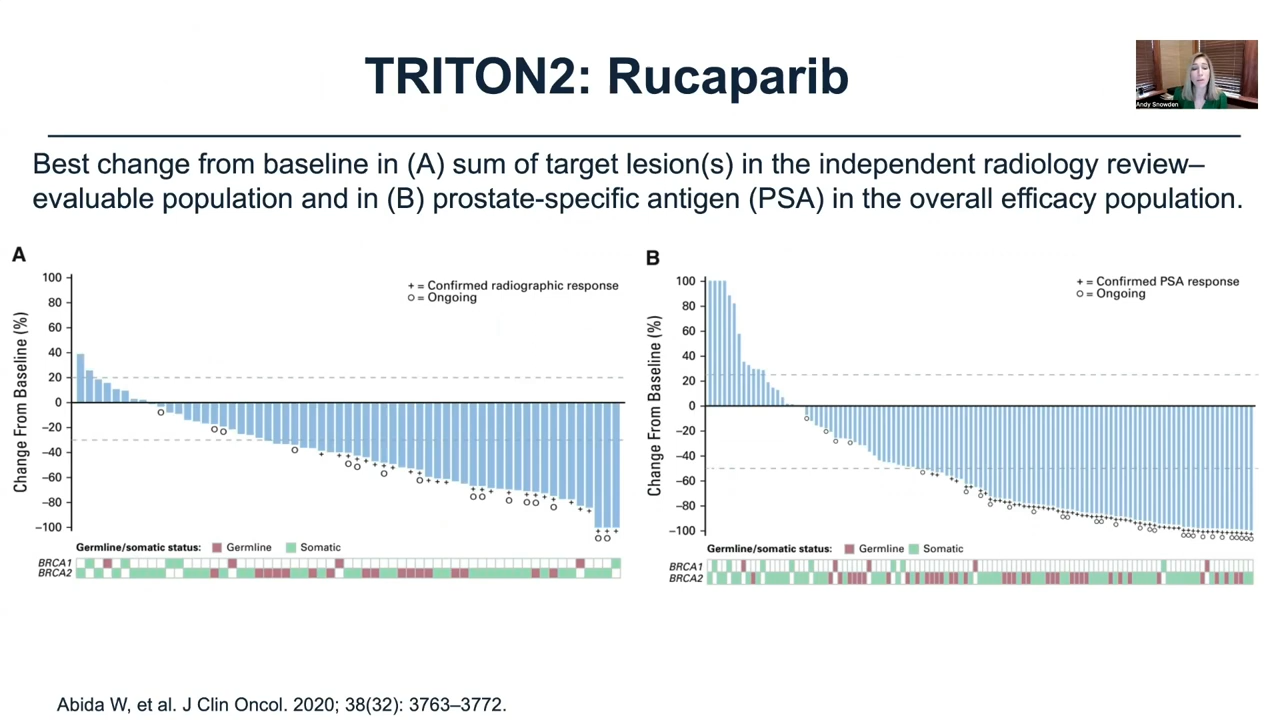 TRITON2: Rucaparib
Andy Snowden
Best change from baseline in (A) sum of target lesion(s) in the independent radiology review–
evaluable population and in (B) prostate-specific antigen (PSA) in the overall efficacy population.
A
Change From Baseline (%)
100
80
60
40
20
0
–20
–40
–60
–80
–100
+ = Confirmed radiographic response
O = Ongoing
Germline/somatic status: Germline Somatic
BRCA1
BRCA2
B
Change From Baseline (%)
100
80
60
40
20
0
–20
–40
–60
–80
–100
+ = Confirmed PSA response
O = Ongoing
Germline/somatic status: Germline Somatic
BRCA1
BRCA2
Abida W, et al. J Clin Oncol. 2020; 38(32): 3763–3772.